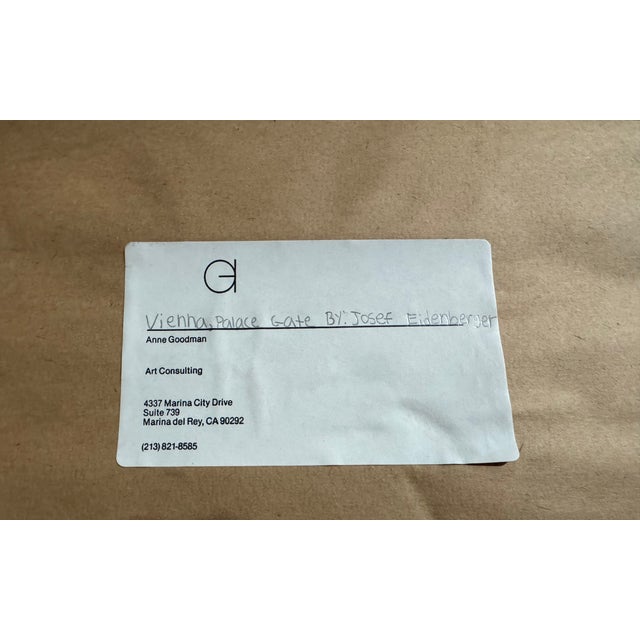 Vienna, Palace Gate BY: Josef Eidenberger
Anne Goodman
Art Consulting
4337 Marina City Drive
Suite 739
Marina del Rey, CA 90292
(213) 821-8585